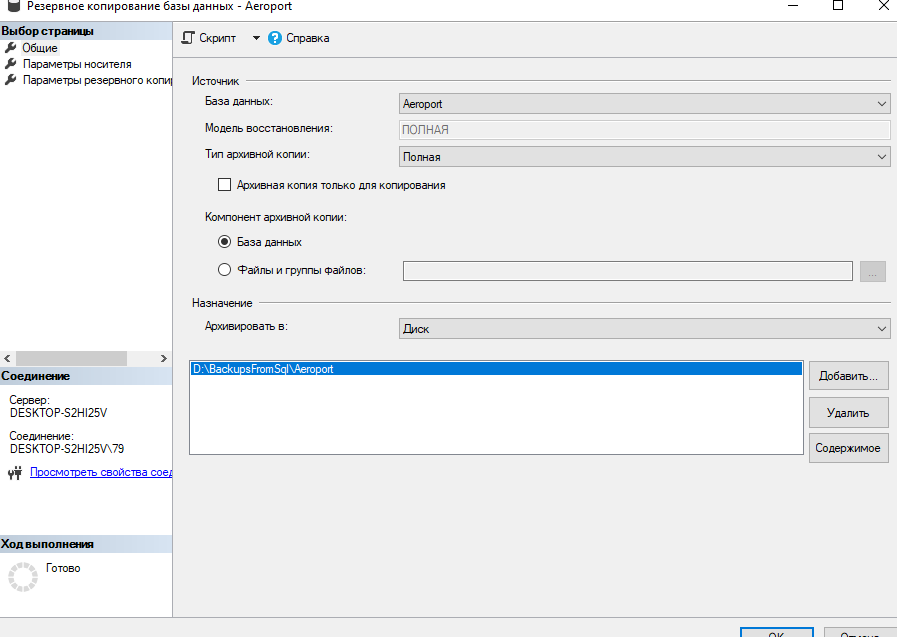 Резервное копирование базы данных - Aeroport
Выбор страницы
Общие
Параметры носителя
Параметры резервного копир
Скрипт
Справка
Источник
База данных:
Aeroport
Модель восстановления:
ПОЛНАЯ
Тип архивной копии:
Полная
Архивная копия только для копирования
Компонент архивной копии:
База данных
Файлы и группы файлов:
...
Назначение
Архивировать в:
Диск
D:\BackupsFromSql\Aeroport
Добавить...
Удалить
Содержимое
Соединение
Сервер:
DESKTOP-S2HI25V
Соединение:
DESKTOP-S2HI25V\79
Просмотреть свойства соед
Ход выполнения
Готово
OK
Отмена